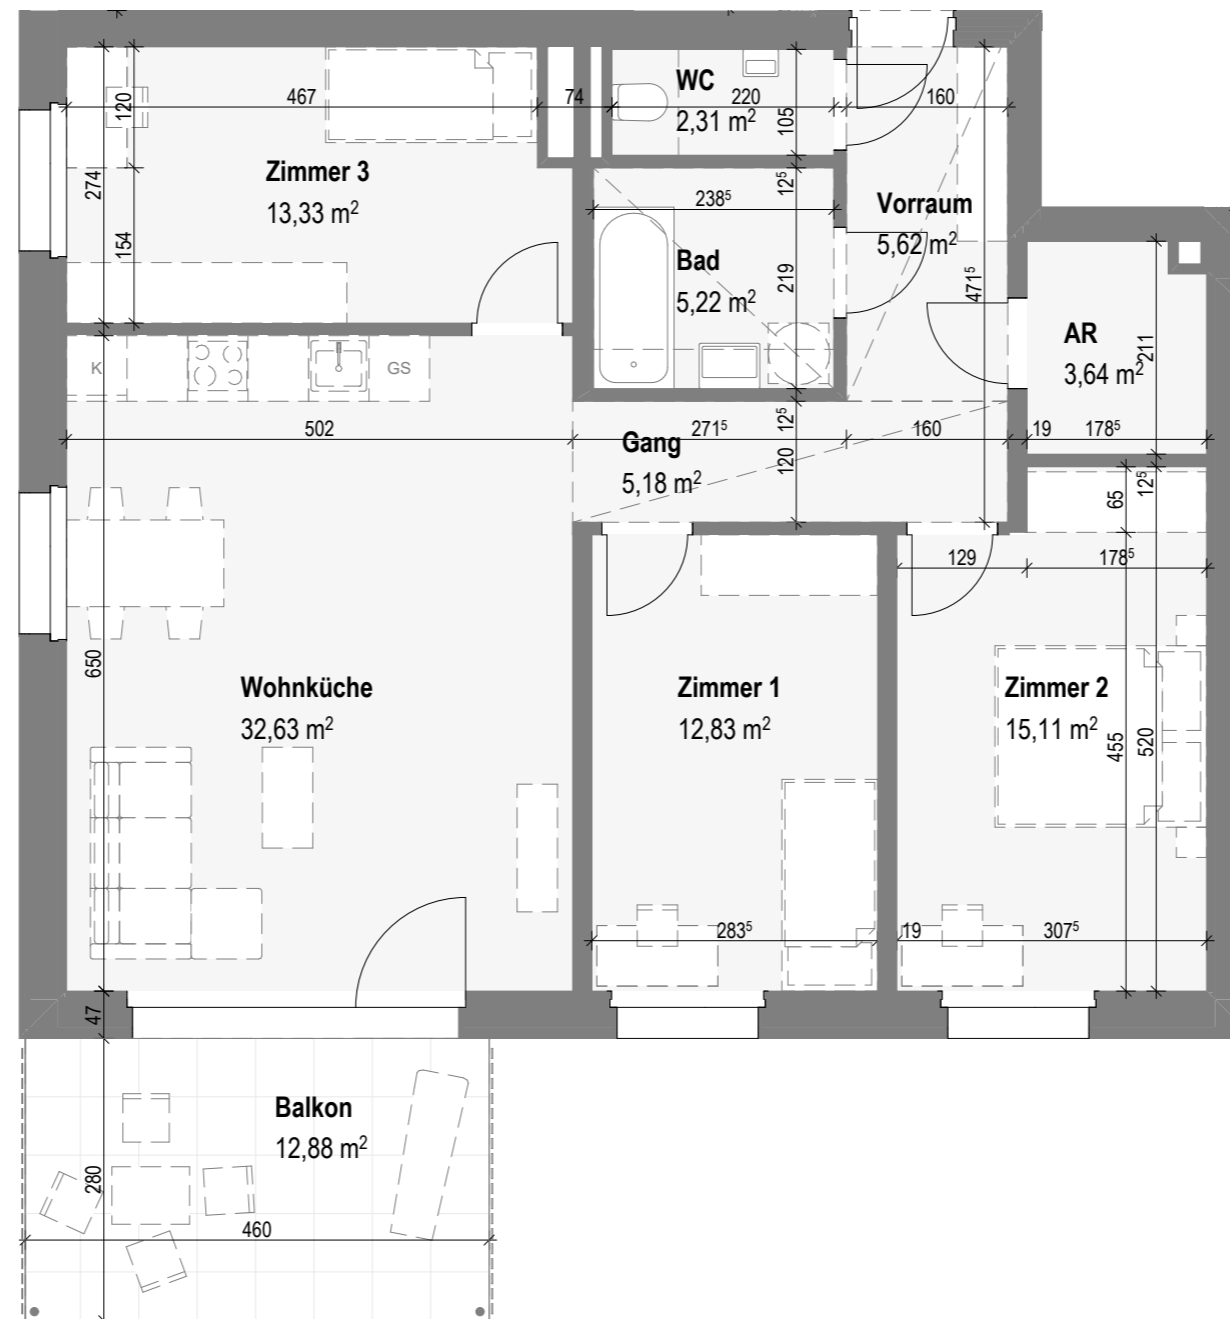 467
74
220
160
120
105
WC
2,31 m²
Zimmer 3
13,33 m²
274
154
12⁵
238⁵
Vorraum
5,62 m²
Bad
5,22 m²
219
471⁵
AR
3,64 m²
211
K
GS
502
271⁵
12⁵
160
19
178⁵
Gang
5,18 m²
120
65
12⁵
129
178⁵
650
Wohnküche
32,63 m²
Zimmer 1
12,83 m²
Zimmer 2
15,11 m²
455
520
283⁵
19
307⁵
47
Balkon
12,88 m²
280
460